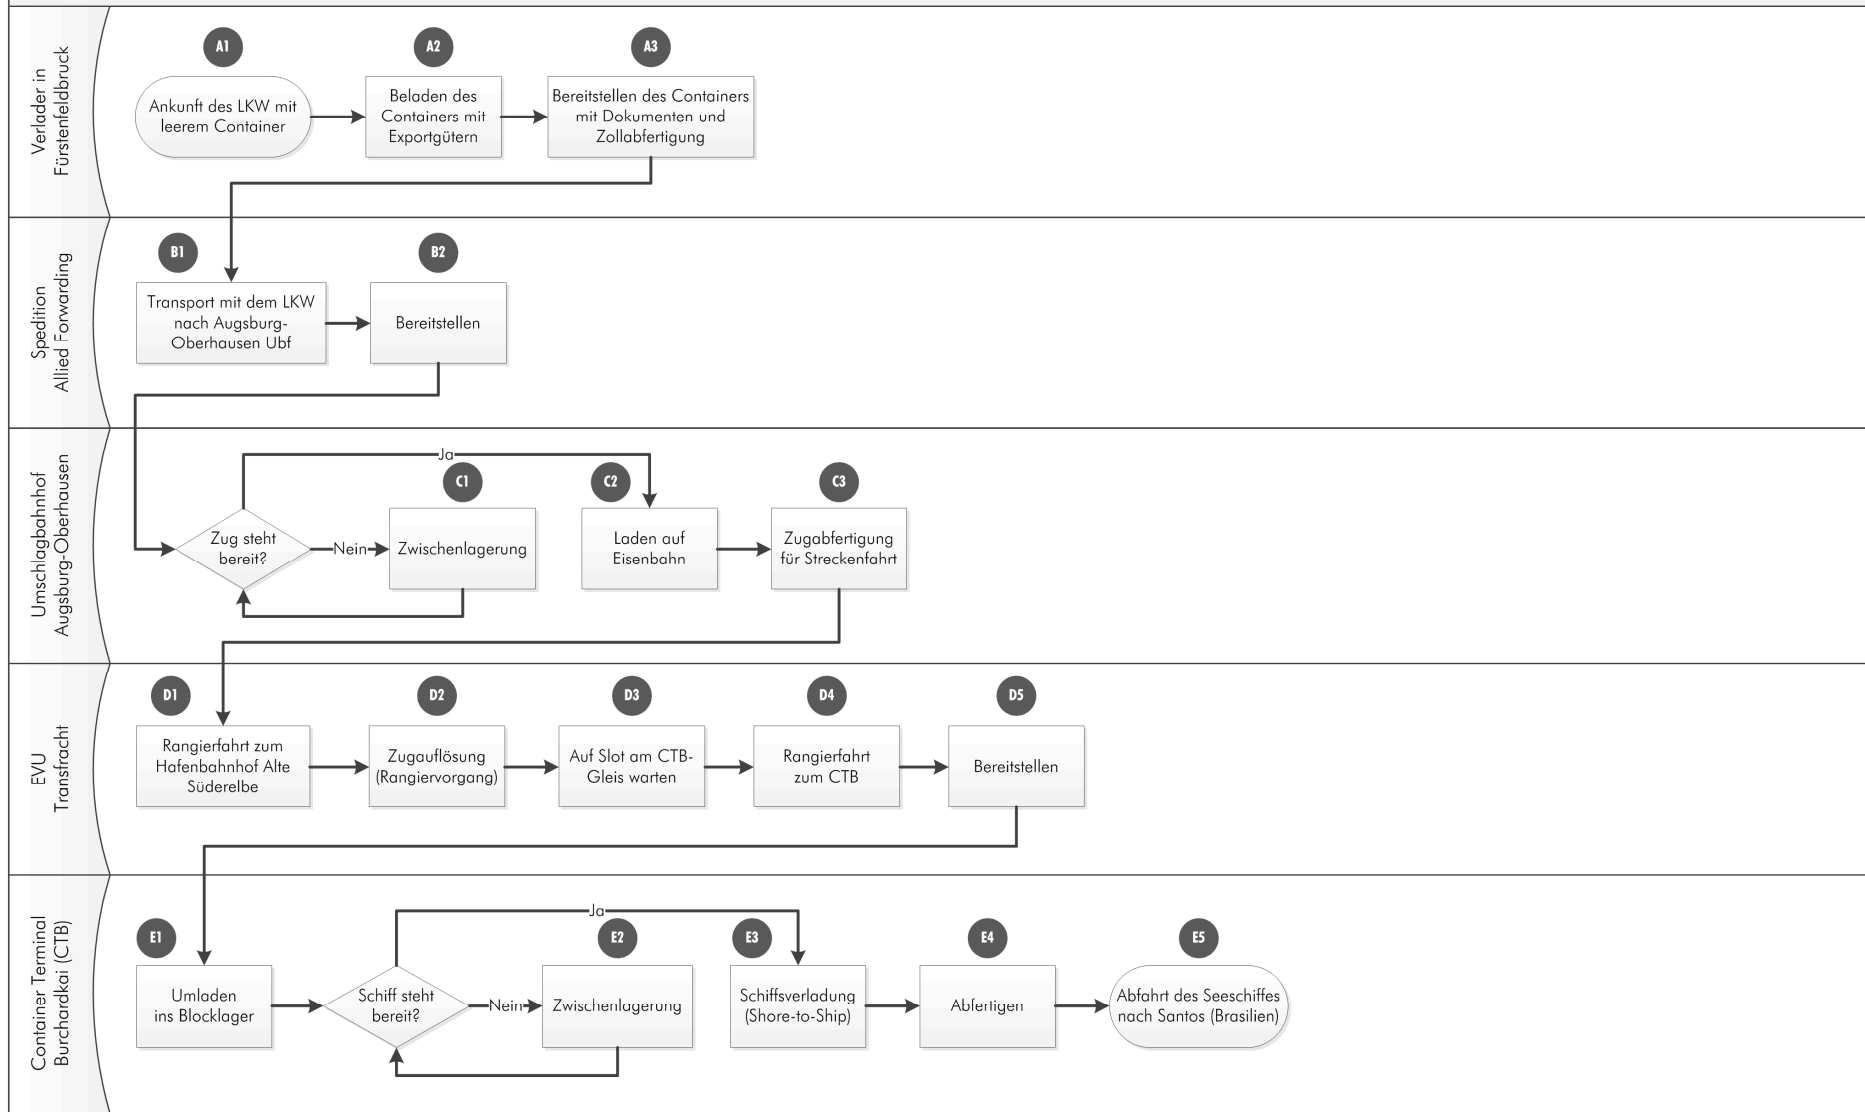 Verlader in
Fürstenfeldbruck
A1
A2
A3
Ankunft des LKW mit
leerem Container
Beladen des
Containers mit
Exportgütern
Bereitstellen des Containers
mit Dokumenten und
Zollabfertigung
Spedition
Allied Forwarding
B1
B2
Transport mit dem LKW
nach Augsburg-
Oberhausen Ubf
Bereitstellen
Umschlagbahnhof
Augsburg-Oberhausen
Ja
C1
C2
C3
Zug steht
bereit?
Nein
Zwischenlagerung
Laden auf
Eisenbahn
Zugabfertigung
für Streckenfahrt
EVU
Transfracht
D1
D2
D3
D4
D5
Rangierfahrt zum
Hafenbahnhof Alte
Süderelbe
Zugauflösung
(Rangiervorgang)
Auf Slot am CTB-
Gleis warten
Rangierfahrt
zum CTB
Bereitstellen
Container Terminal
Burchardkai (CTB)
Ja
E1
E2
E3
E4
E5
Umladen
ins Blocklager
Schiff steht
bereit?
Nein
Zwischenlagerung
Schiffsverladung
(Shore-to-Ship)
Abfertigen
Abfahrt des Seeschiffes
nach Santos (Brasilien)